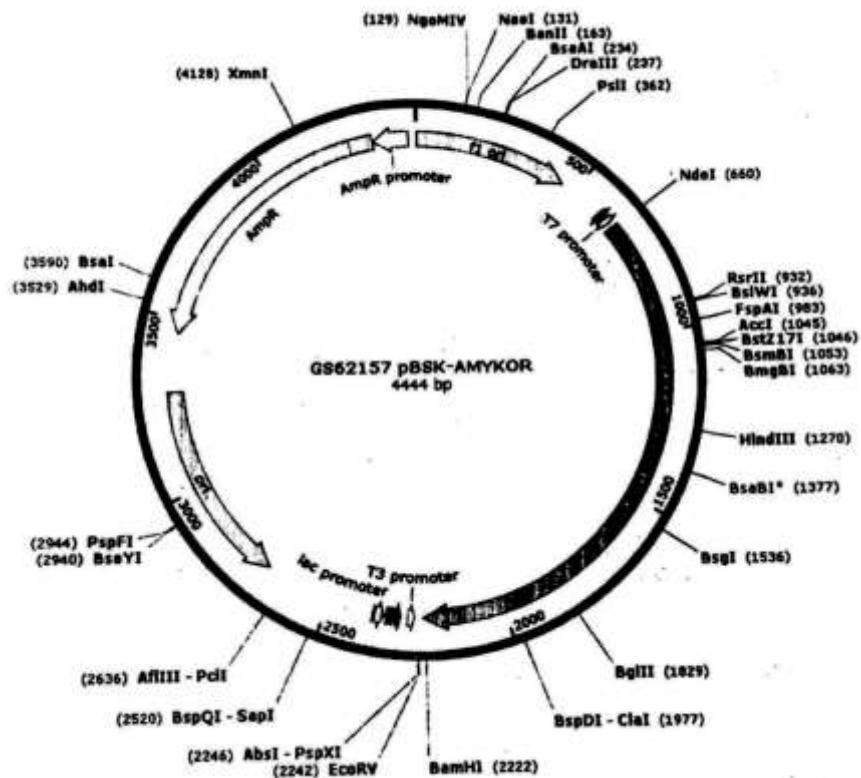 (129) NgoMIV
NaeI (131)
BanII (163)
BsaAI (234)
DraIII (237)
PsiI (362)
(4128) XmnI
500
NdeI (660)
4000
AmpR promoter
f1 ori
AmpR
T7 promoter
(3590) BsaI
(3529) AhdI
3500
RsrII (932)
BsiWI (936)
FspAI (983)
1000
AccI (1045)
BstZ17I (1046)
BsmBI (1053)
BmgBI (1063)
GS62157 pBSK-AMYKOR
4444 bp
HindIII (1270)
BsaBI* (1377)
1500
ori
3000
BsgI (1536)
(2944) PspFI
(2940) BseYI
lac promoter
T3 promoter
2500
2000
(2636) AflIII - PciI
BglII (1829)
(2520) BspQI - SapI
BspDI - ClaI (1977)
(2246) AbsI - PspXI
(2242) EcoRV
BamHI (2222)